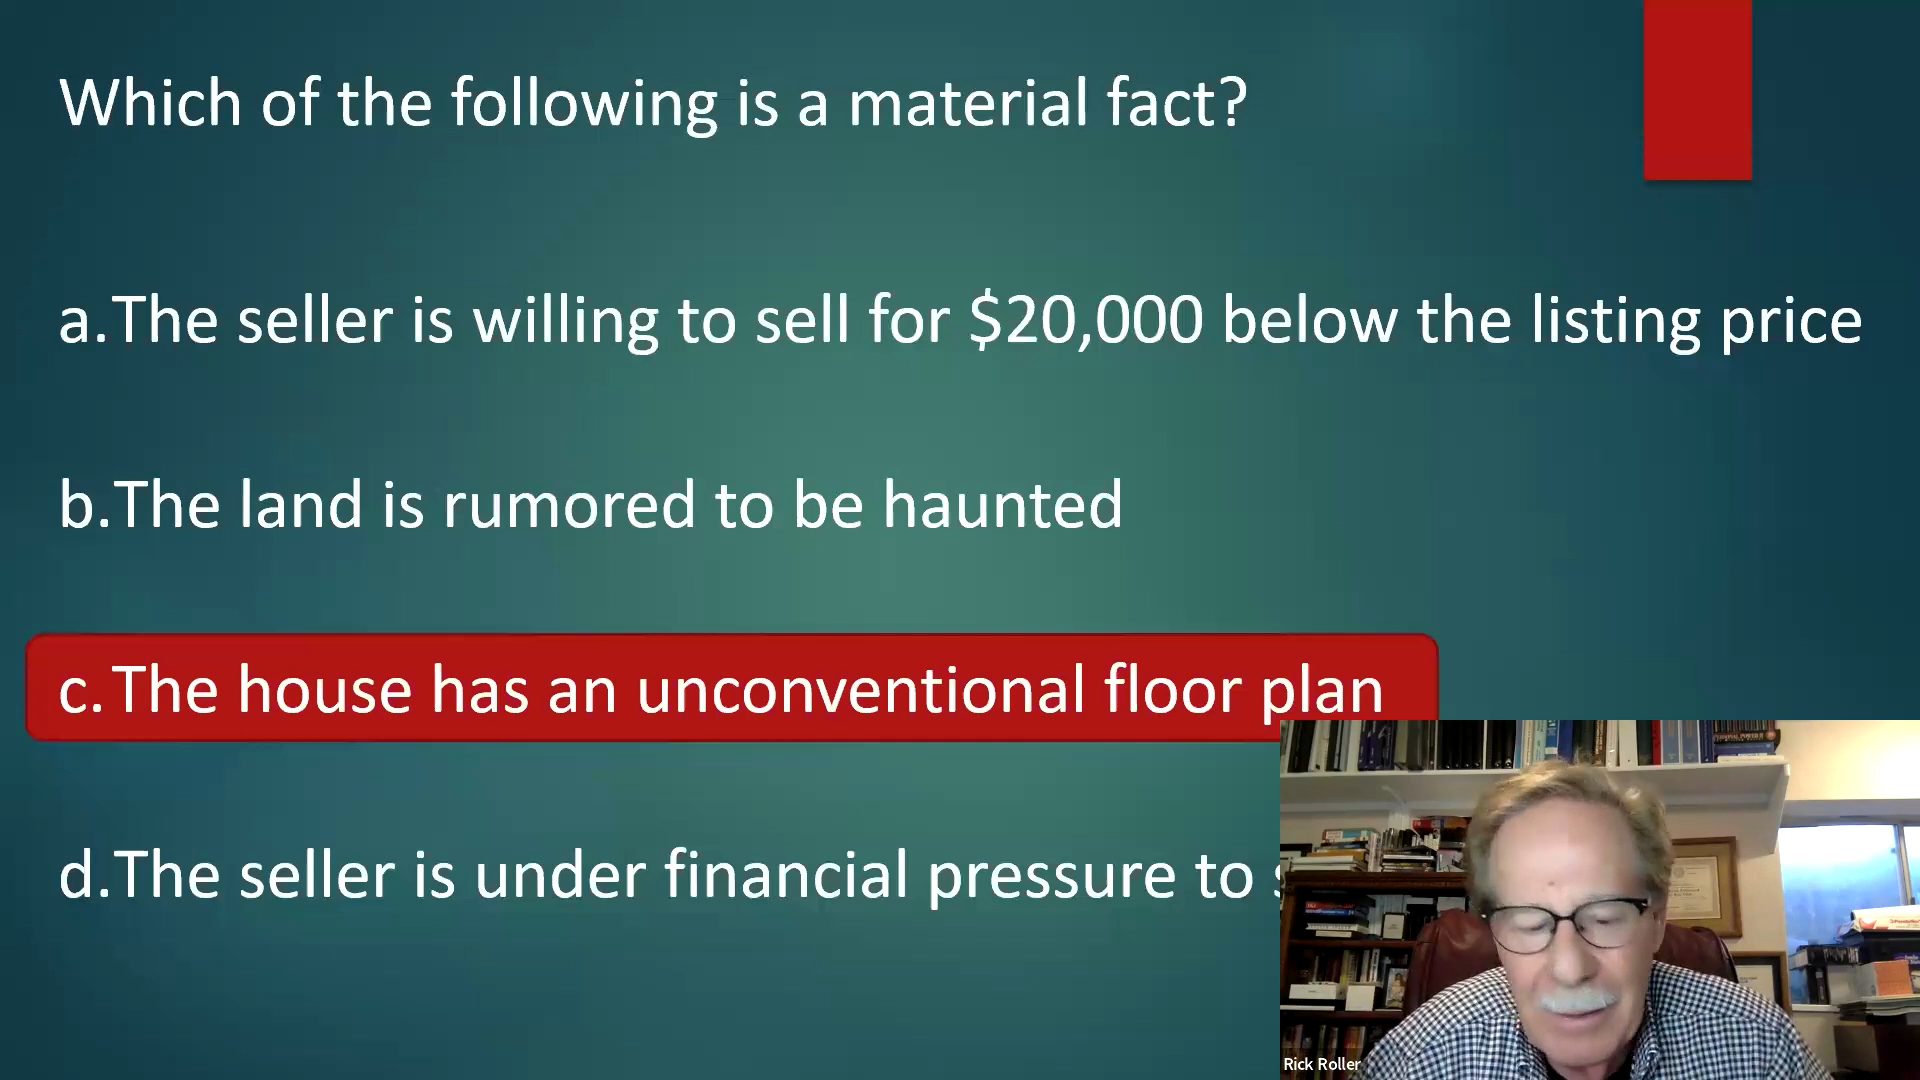 Which of the following is a material fact?
a.The seller is willing to sell for $20,000 below the listing price
b.The land is rumored to be haunted
c.The house has an unconventional floor plan
d.The seller is under financial pressure to
Rick Roller